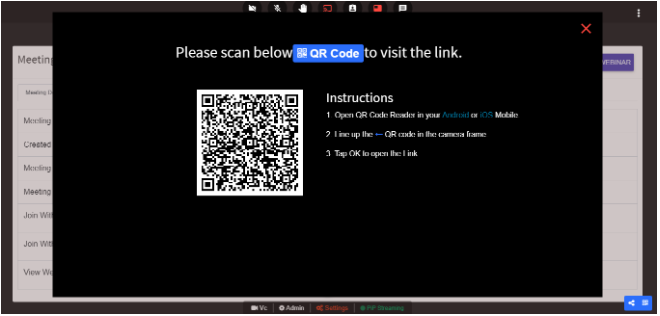 Please scan below QR Code to visit the link.
Meeting
WEBINAR
Instructions
Meeting
1. Open QR Code Reader in your Android or iOS Mobile
Meeting
2. Line up the ← QR code in the camera frame
Created
3. Tap OK to open the Link
Meeting
Meeting
Join With
Join With
View We
Vc Admin Settings PiP Streaming